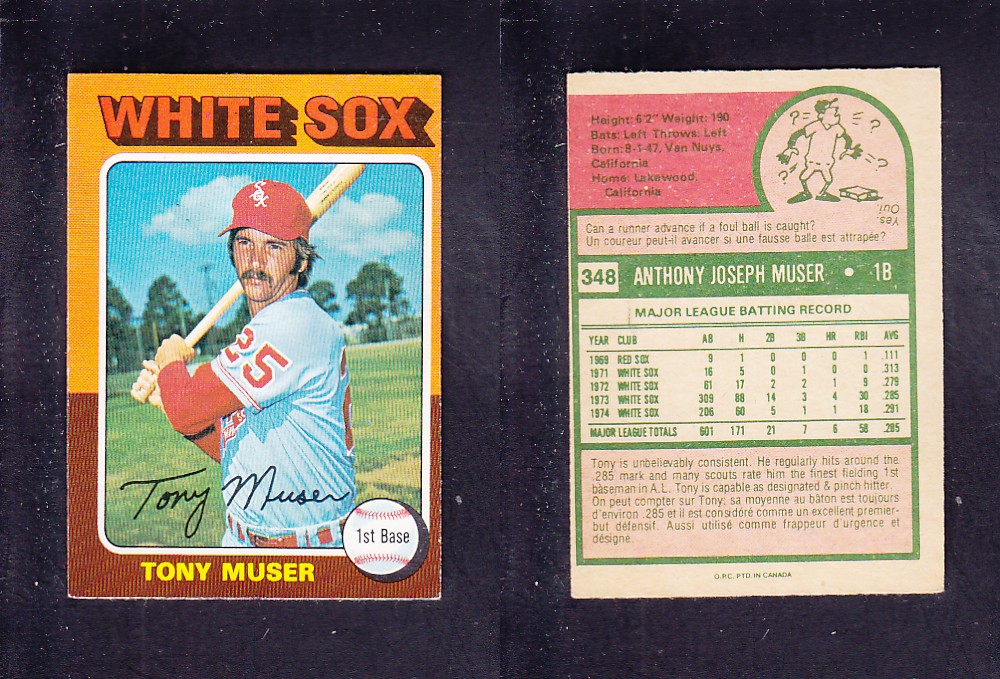 WHITE SOX
SOX
25
Tony Muser
1st Base
TONY MUSER
Height: 6'2" Weight: 190
Bats: Left Throws: Left
Born: 8-1-47, Van Nuys,
California
Home: Lakewood,
California
? ? ? ?
Can a runner advance if a foul ball is caught?
Un coureur peut-il avancer si une fausse balle est attrapée?
Yes.
Oui
348 ANTHONY JOSEPH MUSER • 1B
MAJOR LEAGUE BATTING RECORD
YEAR CLUB AB H 2B 3B HR RBI AVG
1969 RED SOX 9 1 0 0 0 1 .111
1971 WHITE SOX 16 5 0 1 0 0 .313
1972 WHITE SOX 61 17 2 2 1 9 .279
1973 WHITE SOX 309 88 14 3 4 30 .285
1974 WHITE SOX 206 60 5 1 1 18 .291
MAJOR LEAGUE TOTALS 601 171 21 7 6 58 .285
Tony is unbelievably consistent. He regularly hits around the
.285 mark and many scouts rate him the finest fielding 1st
baseman in A.L. Tony is capable as designated & pinch hitter.
On peut compter sur Tony; sa moyenne au bâton est toujours
d'environ .285 et il est considéré comme un excellent premier-
but défensif. Aussi utilisé comme frappeur d'urgence et
désigné.
O.P.C. PTD. IN CANADA